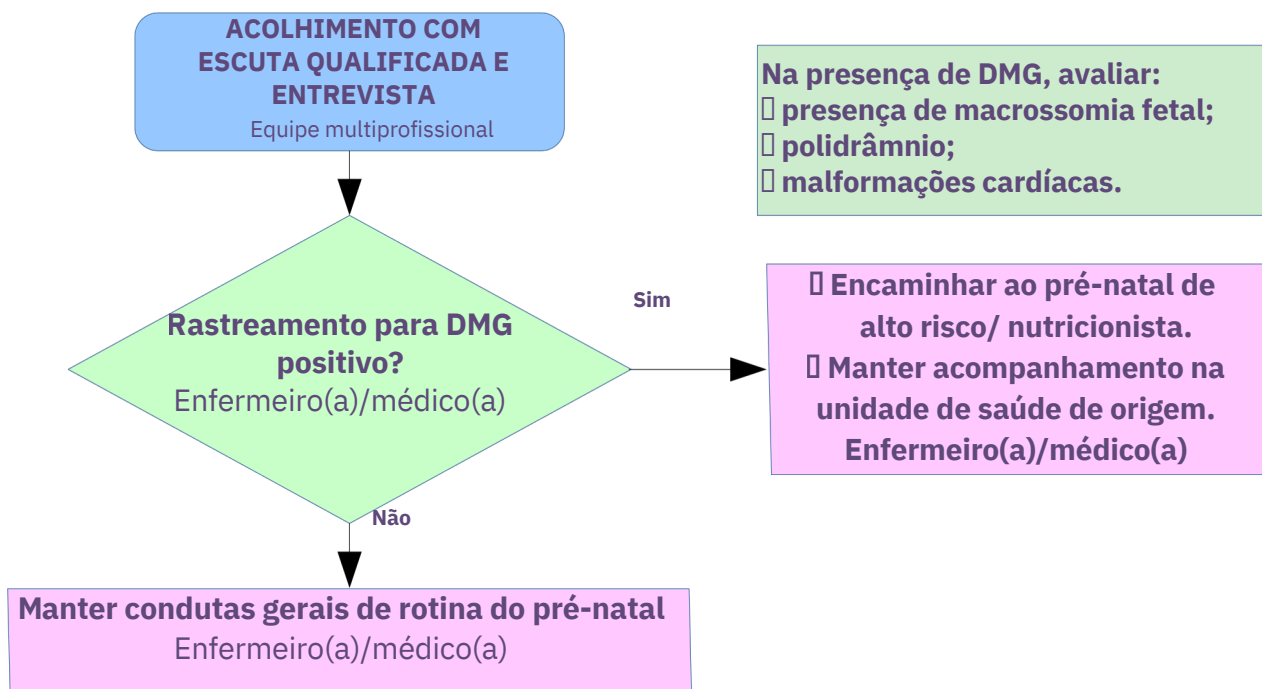 ACOLHIMENTO COM
ESCUTA QUALIFICADA E
ENTREVISTA
Equipe multiprofissional
Na presença de DMG, avaliar:
▯ presença de macrossomia fetal;
▯ polidrâmnio;
▯ malformações cardíacas.
Rastreamento para DMG
positivo?
Enfermeiro(a)/médico(a)
Sim
▯ Encaminhar ao pré-natal de
alto risco/ nutricionista.
▯ Manter acompanhamento na
unidade de saúde de origem.
Enfermeiro(a)/médico(a)
Não
Manter condutas gerais de rotina do pré-natal
Enfermeiro(a)/médico(a)